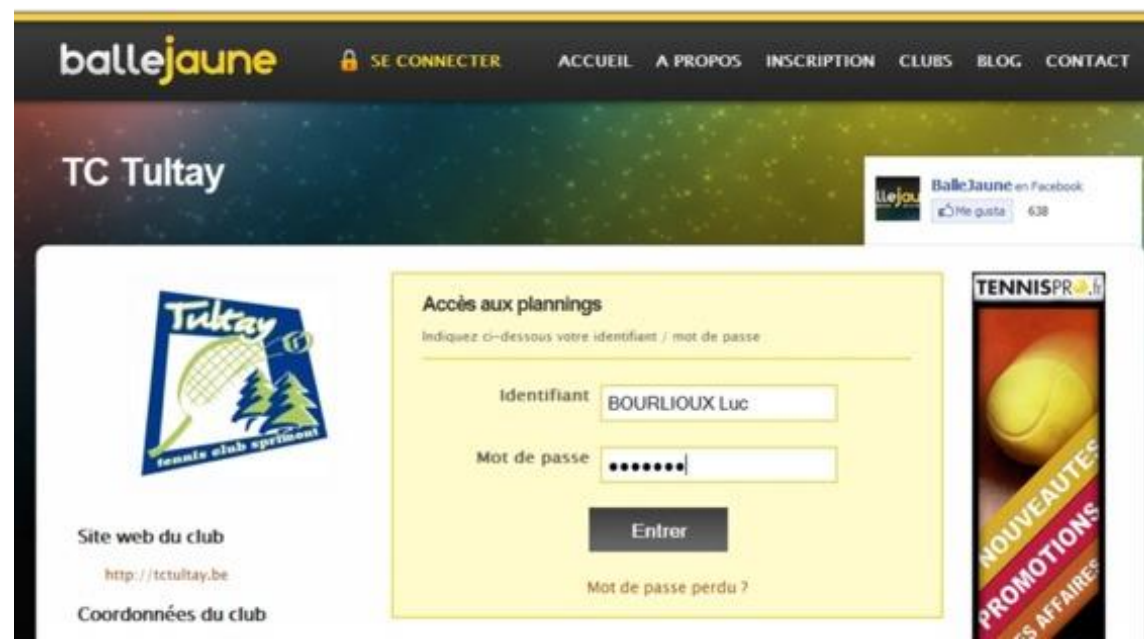 ballejaune
SE CONNECTER ACCUEIL A PROPOS INSCRIPTION CLUBS BLOG CONTACT
TC Tultay
llejau
BalleJaune en Facebook
Me gusta 638
Tultay
tennis club sprimont
Accès aux plannings
Indiquez ci-dessous votre identifiant / mot de passe
Identifiant BOURLIOUX Luc
Mot de passe •••••••
Entrer
Mot de passe perdu ?
Site web du club
http://tctultay.be
Coordonnées du club
TENNISPRO.fr
NOUVEAUTES
PROMOTIONS
ES AFFAIRES